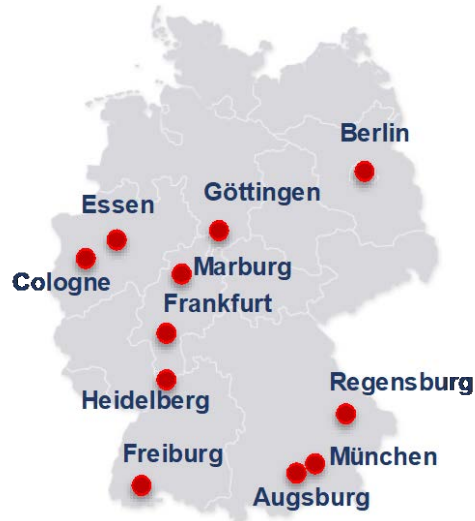 Berlin
Göttingen
Essen
Marburg
Cologne
Frankfurt
Regensburg
Heidelberg
Freiburg
München
Augsburg